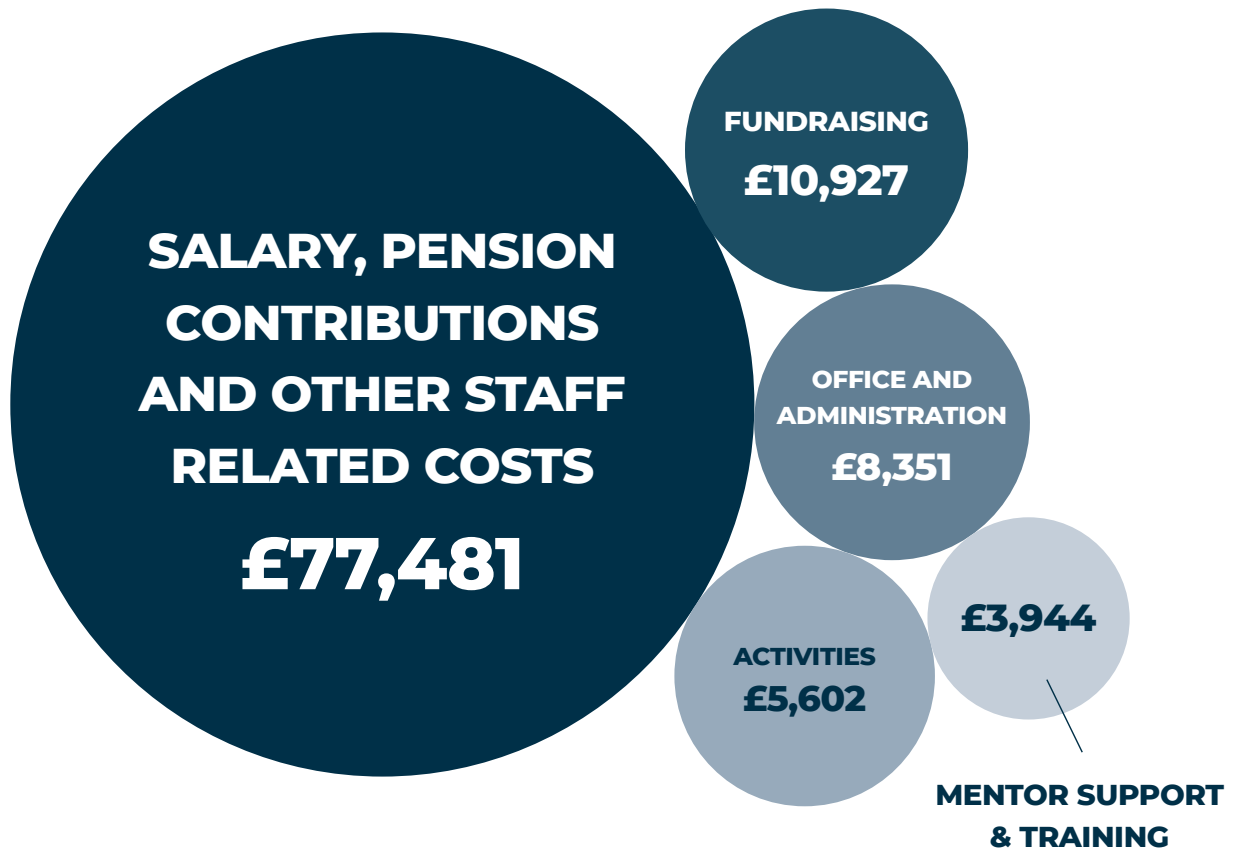 SALARY, PENSION
CONTRIBUTIONS
AND OTHER STAFF
RELATED COSTS
£77,481
FUNDRAISING
£10,927
OFFICE AND
ADMINISTRATION
£8,351
ACTIVITIES
£5,602
£3,944
MENTOR SUPPORT
& TRAINING